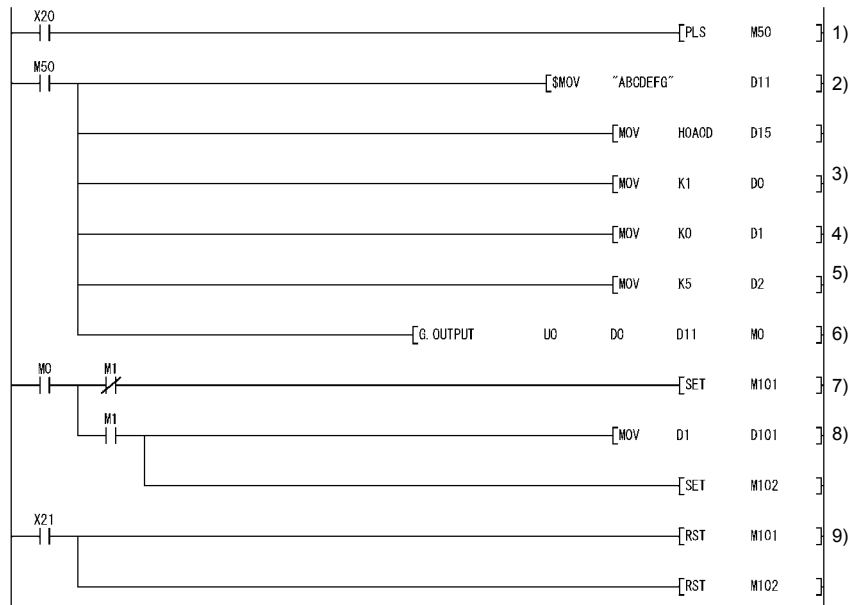 X20
[PLS M50 ] 1)
M50
[$MOV "ABCDEFG" D11 ] 2)
[MOV H0A0D D15 ]
[MOV K1 D0 ] 3)
[MOV K0 D1 ] 4)
[MOV K5 D2 ] 5)
[G.OUTPUT U0 D0 D11 M0 ] 6)
M0 M1
[SET M101 ] 7)
M1
[MOV D1 D101 ] 8)
[SET M102 ]
X21
[RST M101 ] 9)
[RST M102 ]